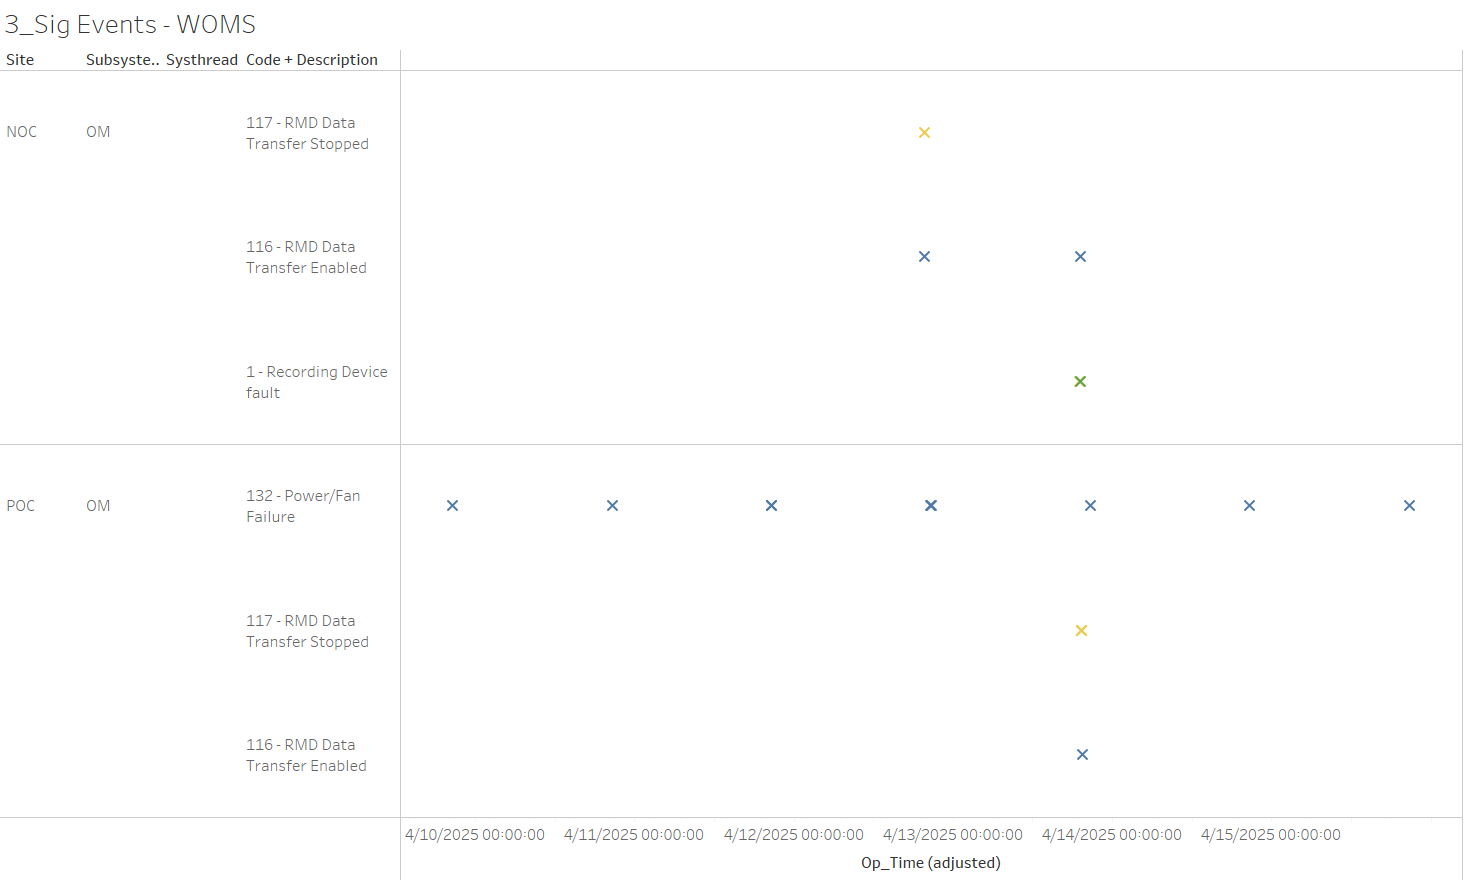 3_Sig Events - WOMS
Site Subsyste.. Systhread Code + Description
NOC OM 117 - RMD Data
Transfer Stopped
116 - RMD Data
Transfer Enabled
1 - Recording Device
fault
POC OM 132 - Power/Fan
Failure
117 - RMD Data
Transfer Stopped
116 - RMD Data
Transfer Enabled
4/10/2025 00:00:00 4/11/2025 00:00:00 4/12/2025 00:00:00 4/13/2025 00:00:00 4/14/2025 00:00:00 4/15/2025 00:00:00
Op_Time (adjusted)